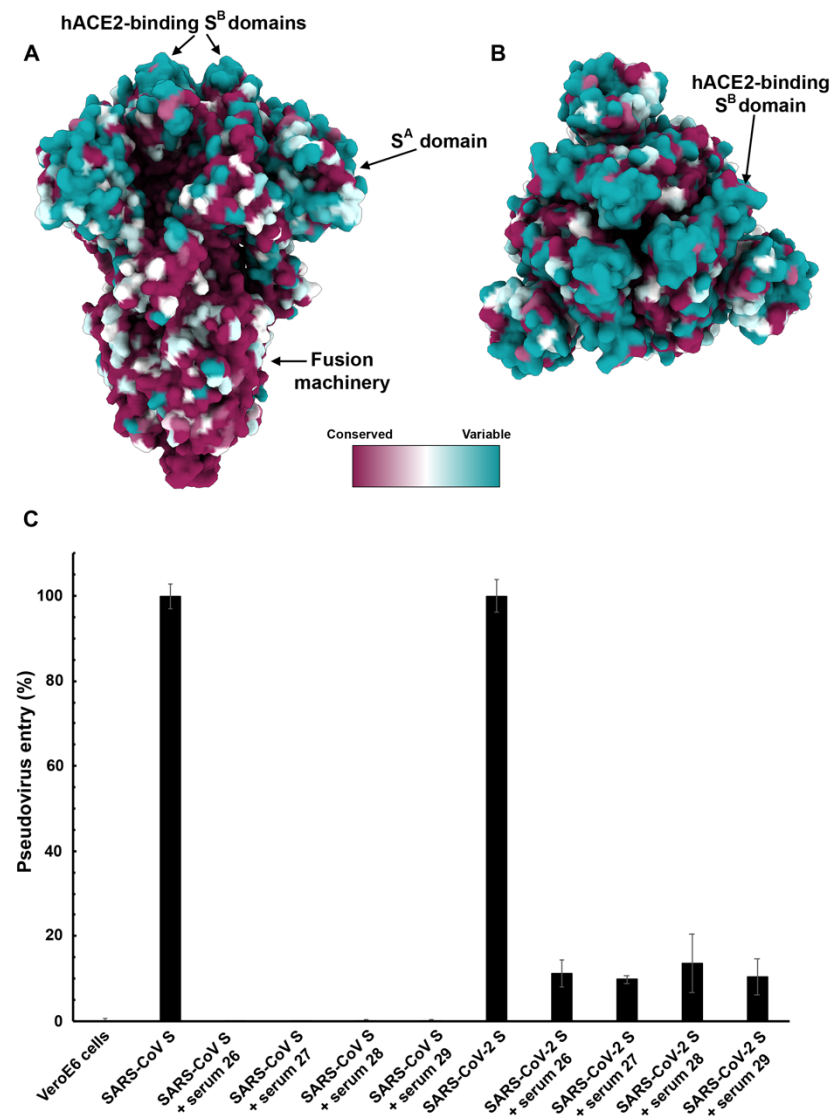 hACE2-binding S^B domains
A
S^A domain
Fusion
machinery
B
hACE2-binding
S^B domain
Conserved Variable
C
Pseudovirus entry (%)
100
80
60
40
20
0
VeroE6 cells
SARS-CoV S
SARS-CoV S
+ serum 26
SARS-CoV S
+ serum 27
SARS-CoV S
+ serum 28
SARS-CoV S
+ serum 29
SARS-CoV-2 S
SARS-CoV-2 S
+ serum 26
SARS-CoV-2 S
+ serum 27
SARS-CoV-2 S
+ serum 28
SARS-CoV-2 S
+ serum 29